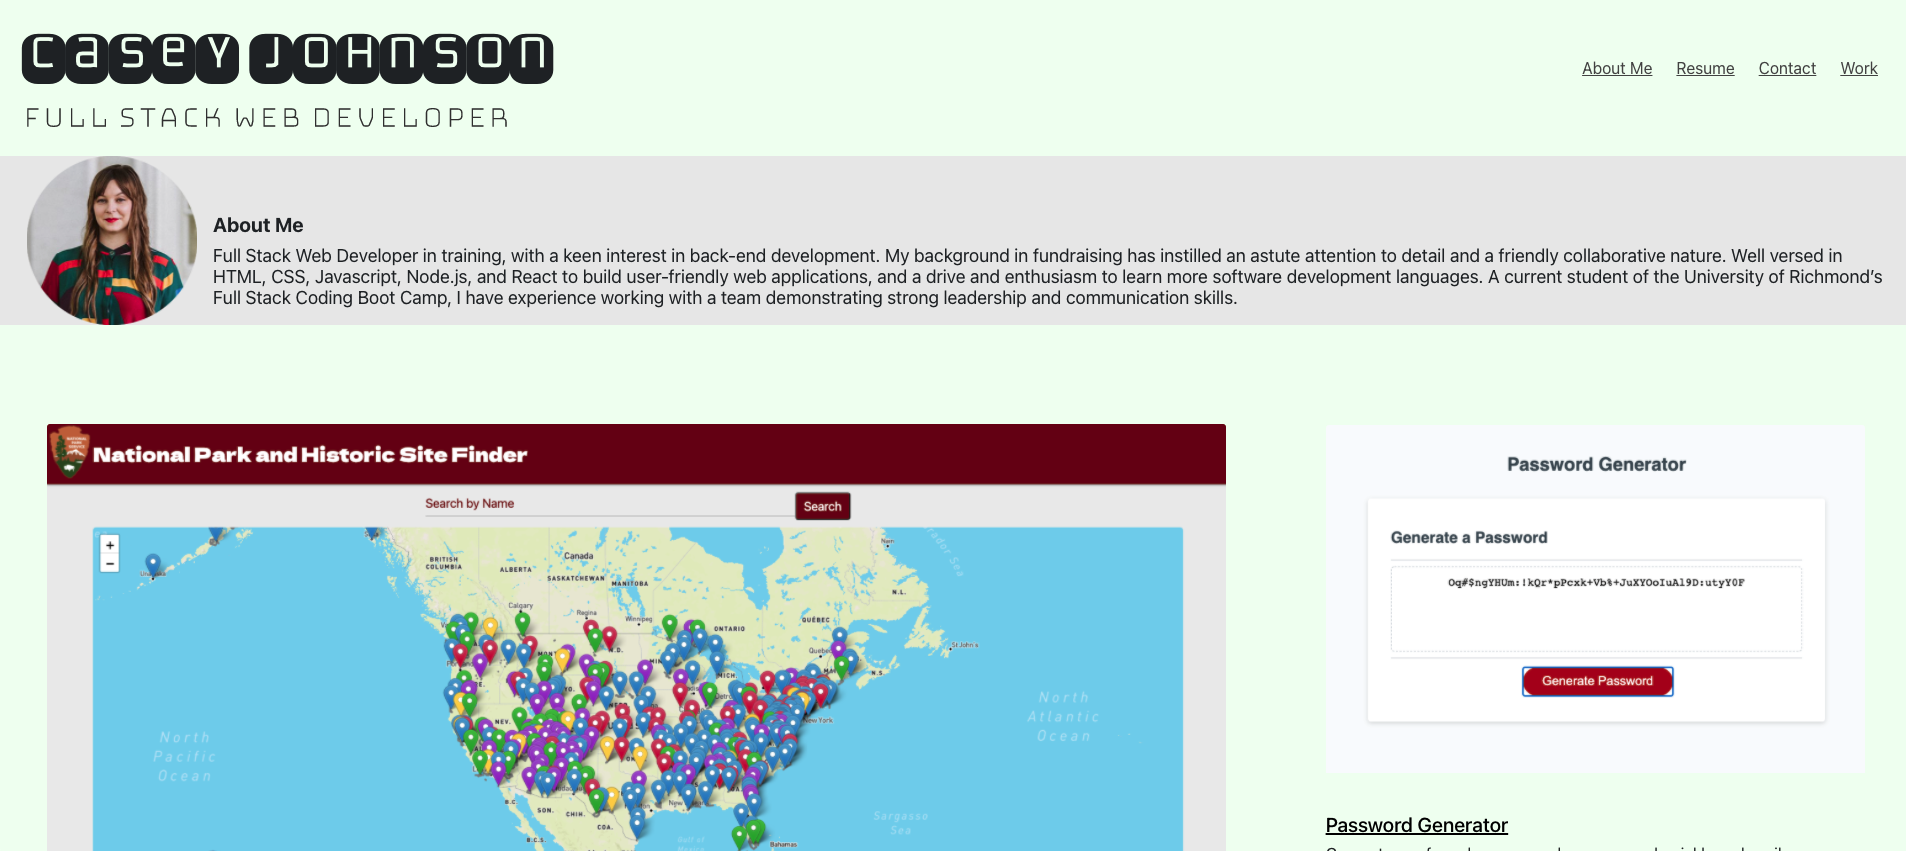 CASEY JOHNSON
FULL STACK WEB DEVELOPER
About Me Resume Contact Work
About Me
Full Stack Web Developer in training, with a keen interest in back-end development. My background in fundraising has instilled an astute attention to detail and a friendly collaborative nature. Well versed in
HTML, CSS, Javascript, Node.js, and React to build user-friendly web applications, and a drive and enthusiasm to learn more software development languages. A current student of the University of Richmond’s
Full Stack Coding Boot Camp, I have experience working with a team demonstrating strong leadership and communication skills.
National Park and Historic Site Finder
Search by Name
Search
+
−
Canada
BRITISH
COLUMBIA
ALBERTA
SASKATCHEWAN
MANITOBA
Calgary
Regina
Winnipeg
ONTARIO
QUÉBEC
N.L.
St John's
N.S
N.D.
MICH
NEV.
New York
North
Pacific
Ocean
North
Atlantic
Ocean
SON.
CHIH.
COA.
B.C.S.
Sargasso
Sea
Gulf of
Mexico
Bahamas
Password Generator
Generate a Password
Oq#$ngYHUm:!kQr*pPcxk+Vb%+JuXYOoIuAl9D:utyY0F
Generate Password
Password Generator